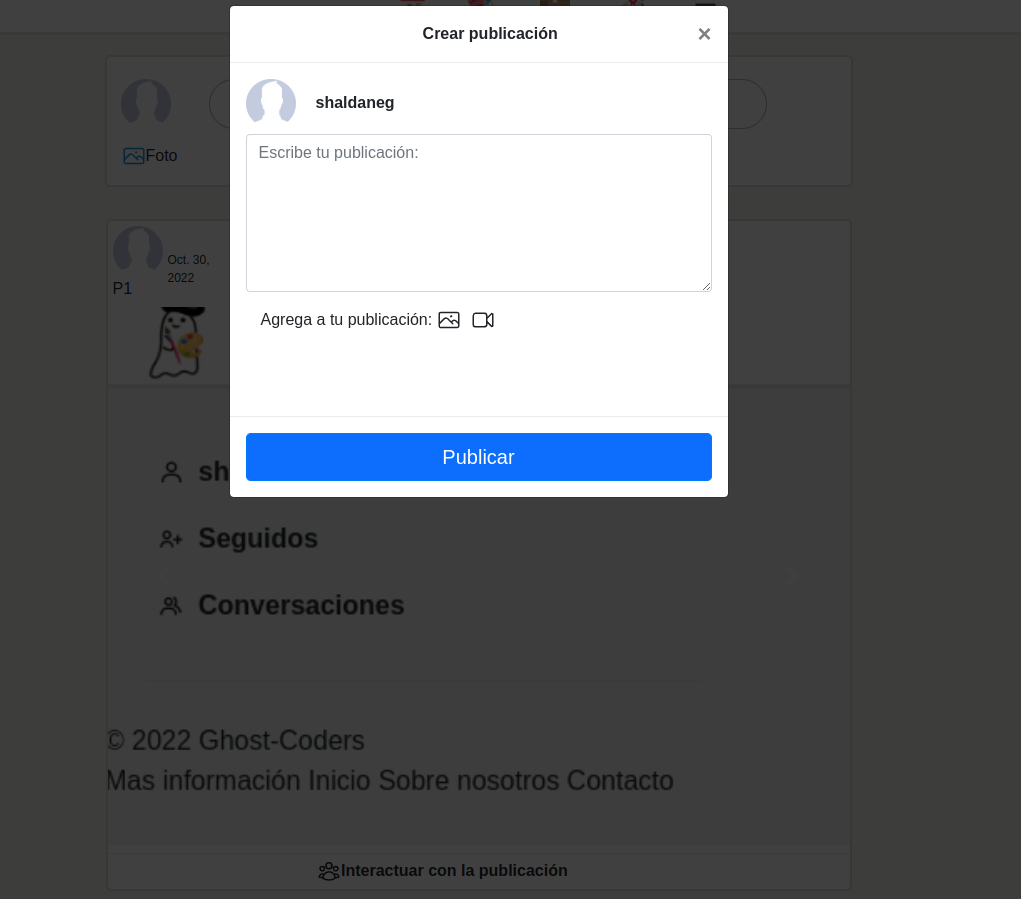 Crear publicación
×
shaldaneg
Escribe tu publicación:
Agrega a tu publicación:
Publicar
Foto
Oct. 30,
2022
P1
sh
Seguidos
Conversaciones
© 2022 Ghost-Coders
Mas información Inicio Sobre nosotros Contacto
Interactuar con la publicación